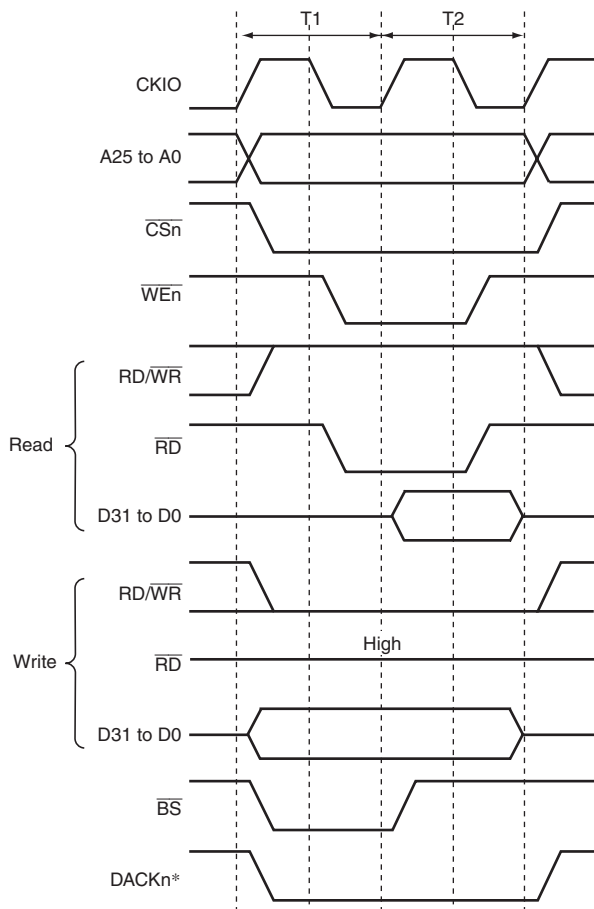 T1 T2
CKIO
A25 to A0
CSn
WEn
RD/WR
Read
RD
D31 to D0
RD/WR
High
Write
RD
D31 to D0
BS
DACKn*